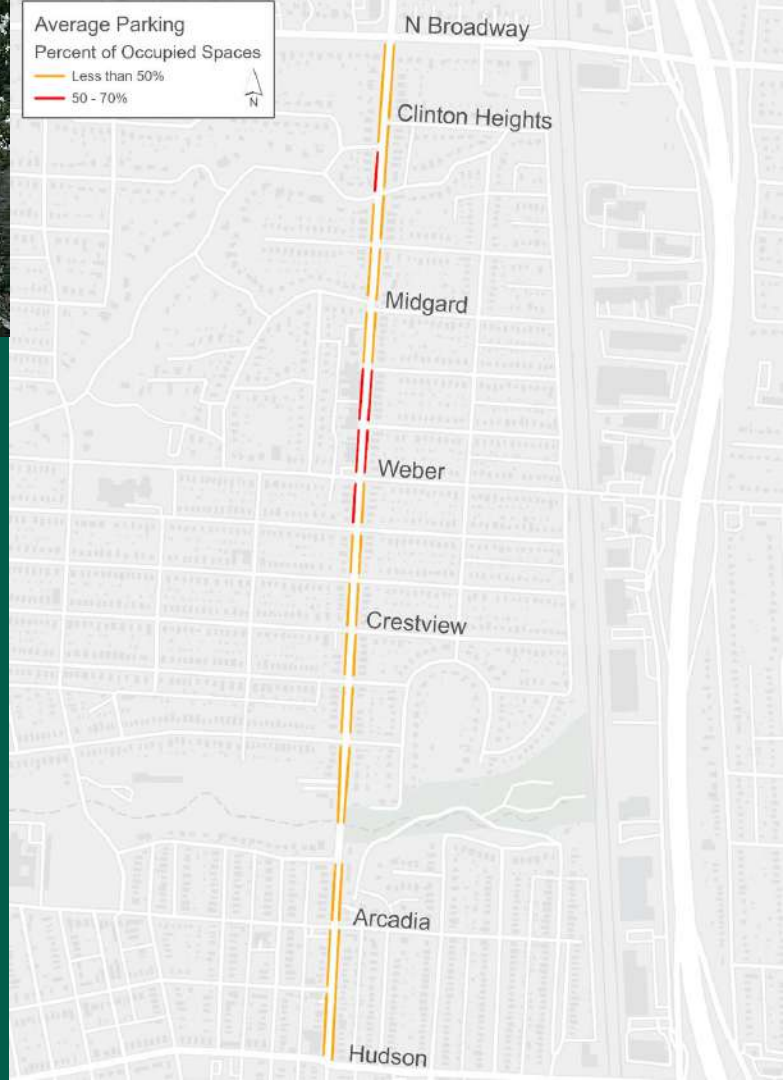 Average Parking
Percent of Occupied Spaces
Less than 50%
50 - 70%
N
N Broadway
Clinton Heights
Midgard
Weber
Crestview
Arcadia
Hudson